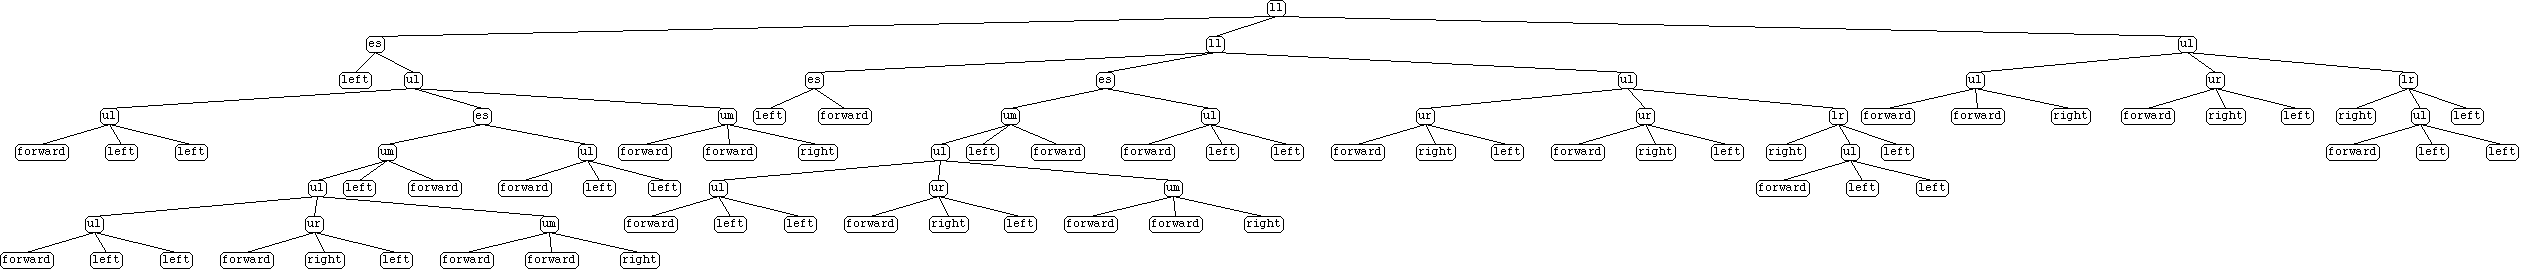 ll
es ll ul
left ul es es ul ul ur lr
ul es um left forward um ul ur ur lr forward forward right forward right left right ul left
forward left left um ul forward forward right ul left forward forward left left forward right left forward right left right ul left forward left left
ul left forward forward left left ul ur um forward left left
ul ur um forward left left forward right left forward forward right
forward left left forward right left forward forward right